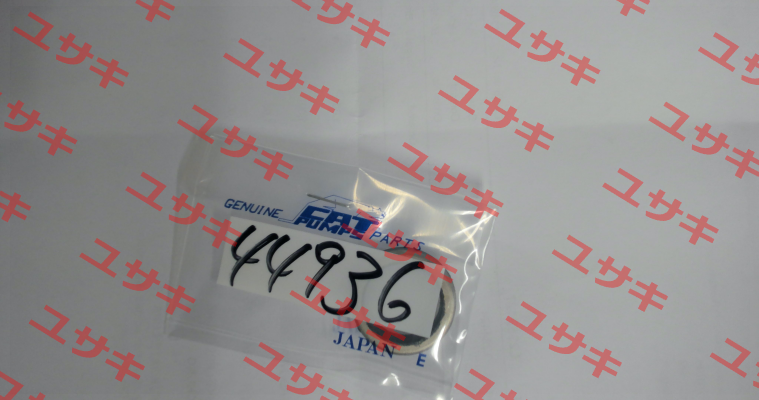 GENUINE CAT PUMPS PARTS
44936
JAPAN E
ユサキ